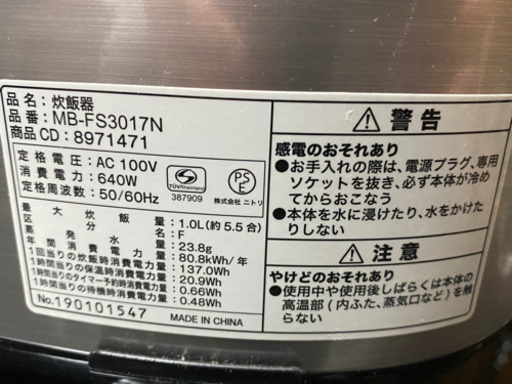 品名：炊飯器
品番：MB-FS3017N
商品CD：8971471
定格電圧：AC 100V
消費電力：640W
定格周波数：50/60Hz
TÜVRheinland
387909
PS
E
株式会社 ニトリ
最大炊飯量：1.0L(約5.5合)
区分名：F
蒸発水量：23.8g
年間消費電力量：80.8kWh/年
1回当りの炊飯時消費電力量：137.0Wh
1時間当りの保温時消費電力量：20.9Wh
1時間当りのタイマー予約時消費電力量：0.66Wh
1時間当りの待機時消費電力量：0.48Wh
No.190101547
MADE IN CHINA
警告
感電のおそれあり
●お手入れの際は、電源プラグ、専用
ソケットを抜き、必ず本体が冷め
てからおこなう
●本体を水に浸けたり、水をかけた
りしない
注意
やけどのおそれあり
●使用中や使用後しばらくは本体の
高温部(内ふた、蒸気口など)を触
らない